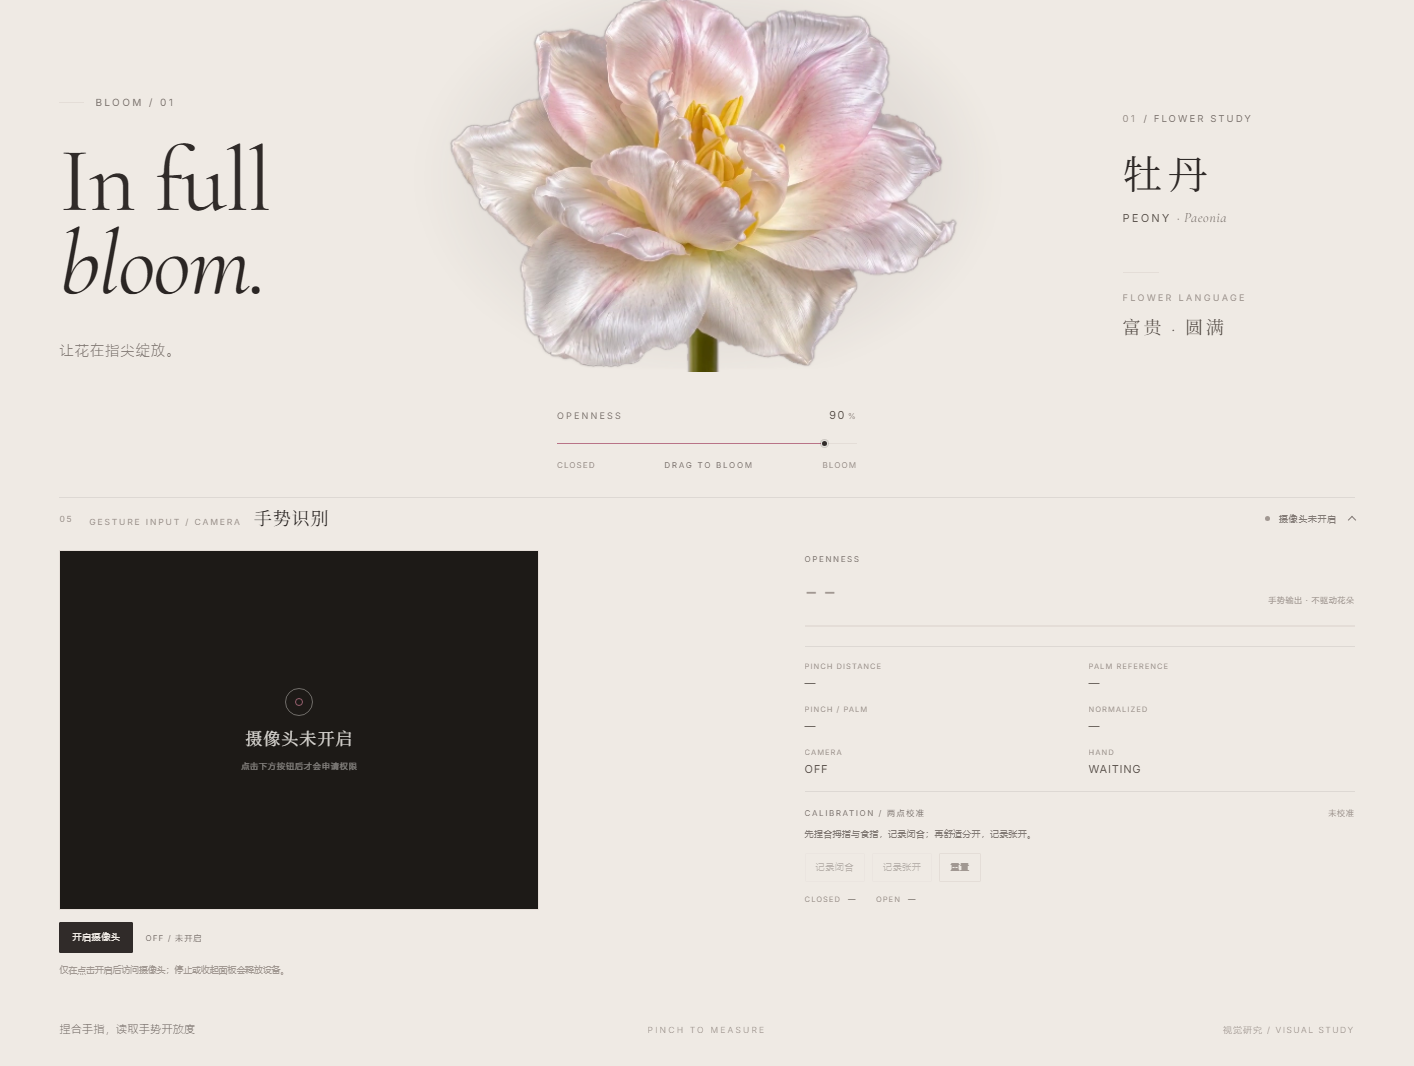 BLOOM / 01
In full
bloom.
让花在指尖绽放。
01 / FLOWER STUDY
牡丹
PEONY · Paeonia
FLOWER LANGUAGE
富贵 · 圆满
OPENNESS 90 %
CLOSED DRAG TO BLOOM BLOOM
05 GESTURE INPUT / CAMERA 手势识别
摄像头未开启
摄像头未开启
点击下方按钮后才会申请权限
开启摄像头 OFF / 未开启
仅在点击开启后访问摄像头；停止或收起面板会释放设备。
OPENNESS
– –
手势输出 · 不驱动花朵
PINCH DISTANCE
—
PALM REFERENCE
—
PINCH / PALM
—
NORMALIZED
—
CAMERA
OFF
HAND
WAITING
CALIBRATION / 两点校准 未校准
先捏合拇指与食指，记录闭合；再舒适分开，记录张开。
记录闭合 记录张开 重置
CLOSED — OPEN —
捏合手指，读取手势开放度
PINCH TO MEASURE
视觉研究 / VISUAL STUDY